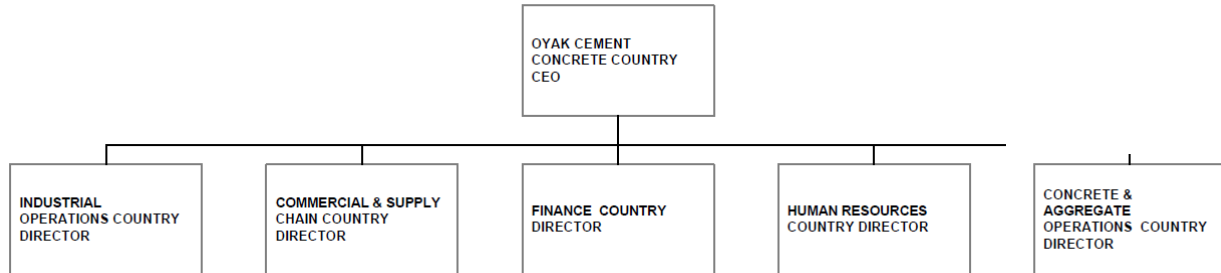 OYAK CEMENT
CONCRETE COUNTRY
CEO
INDUSTRIAL
OPERATIONS COUNTRY
DIRECTOR
COMMERCIAL & SUPPLY
CHAIN COUNTRY
DIRECTOR
FINANCE COUNTRY
DIRECTOR
HUMAN RESOURCES
COUNTRY DIRECTOR
CONCRETE &
AGGREGATE
OPERATIONS COUNTRY
DIRECTOR